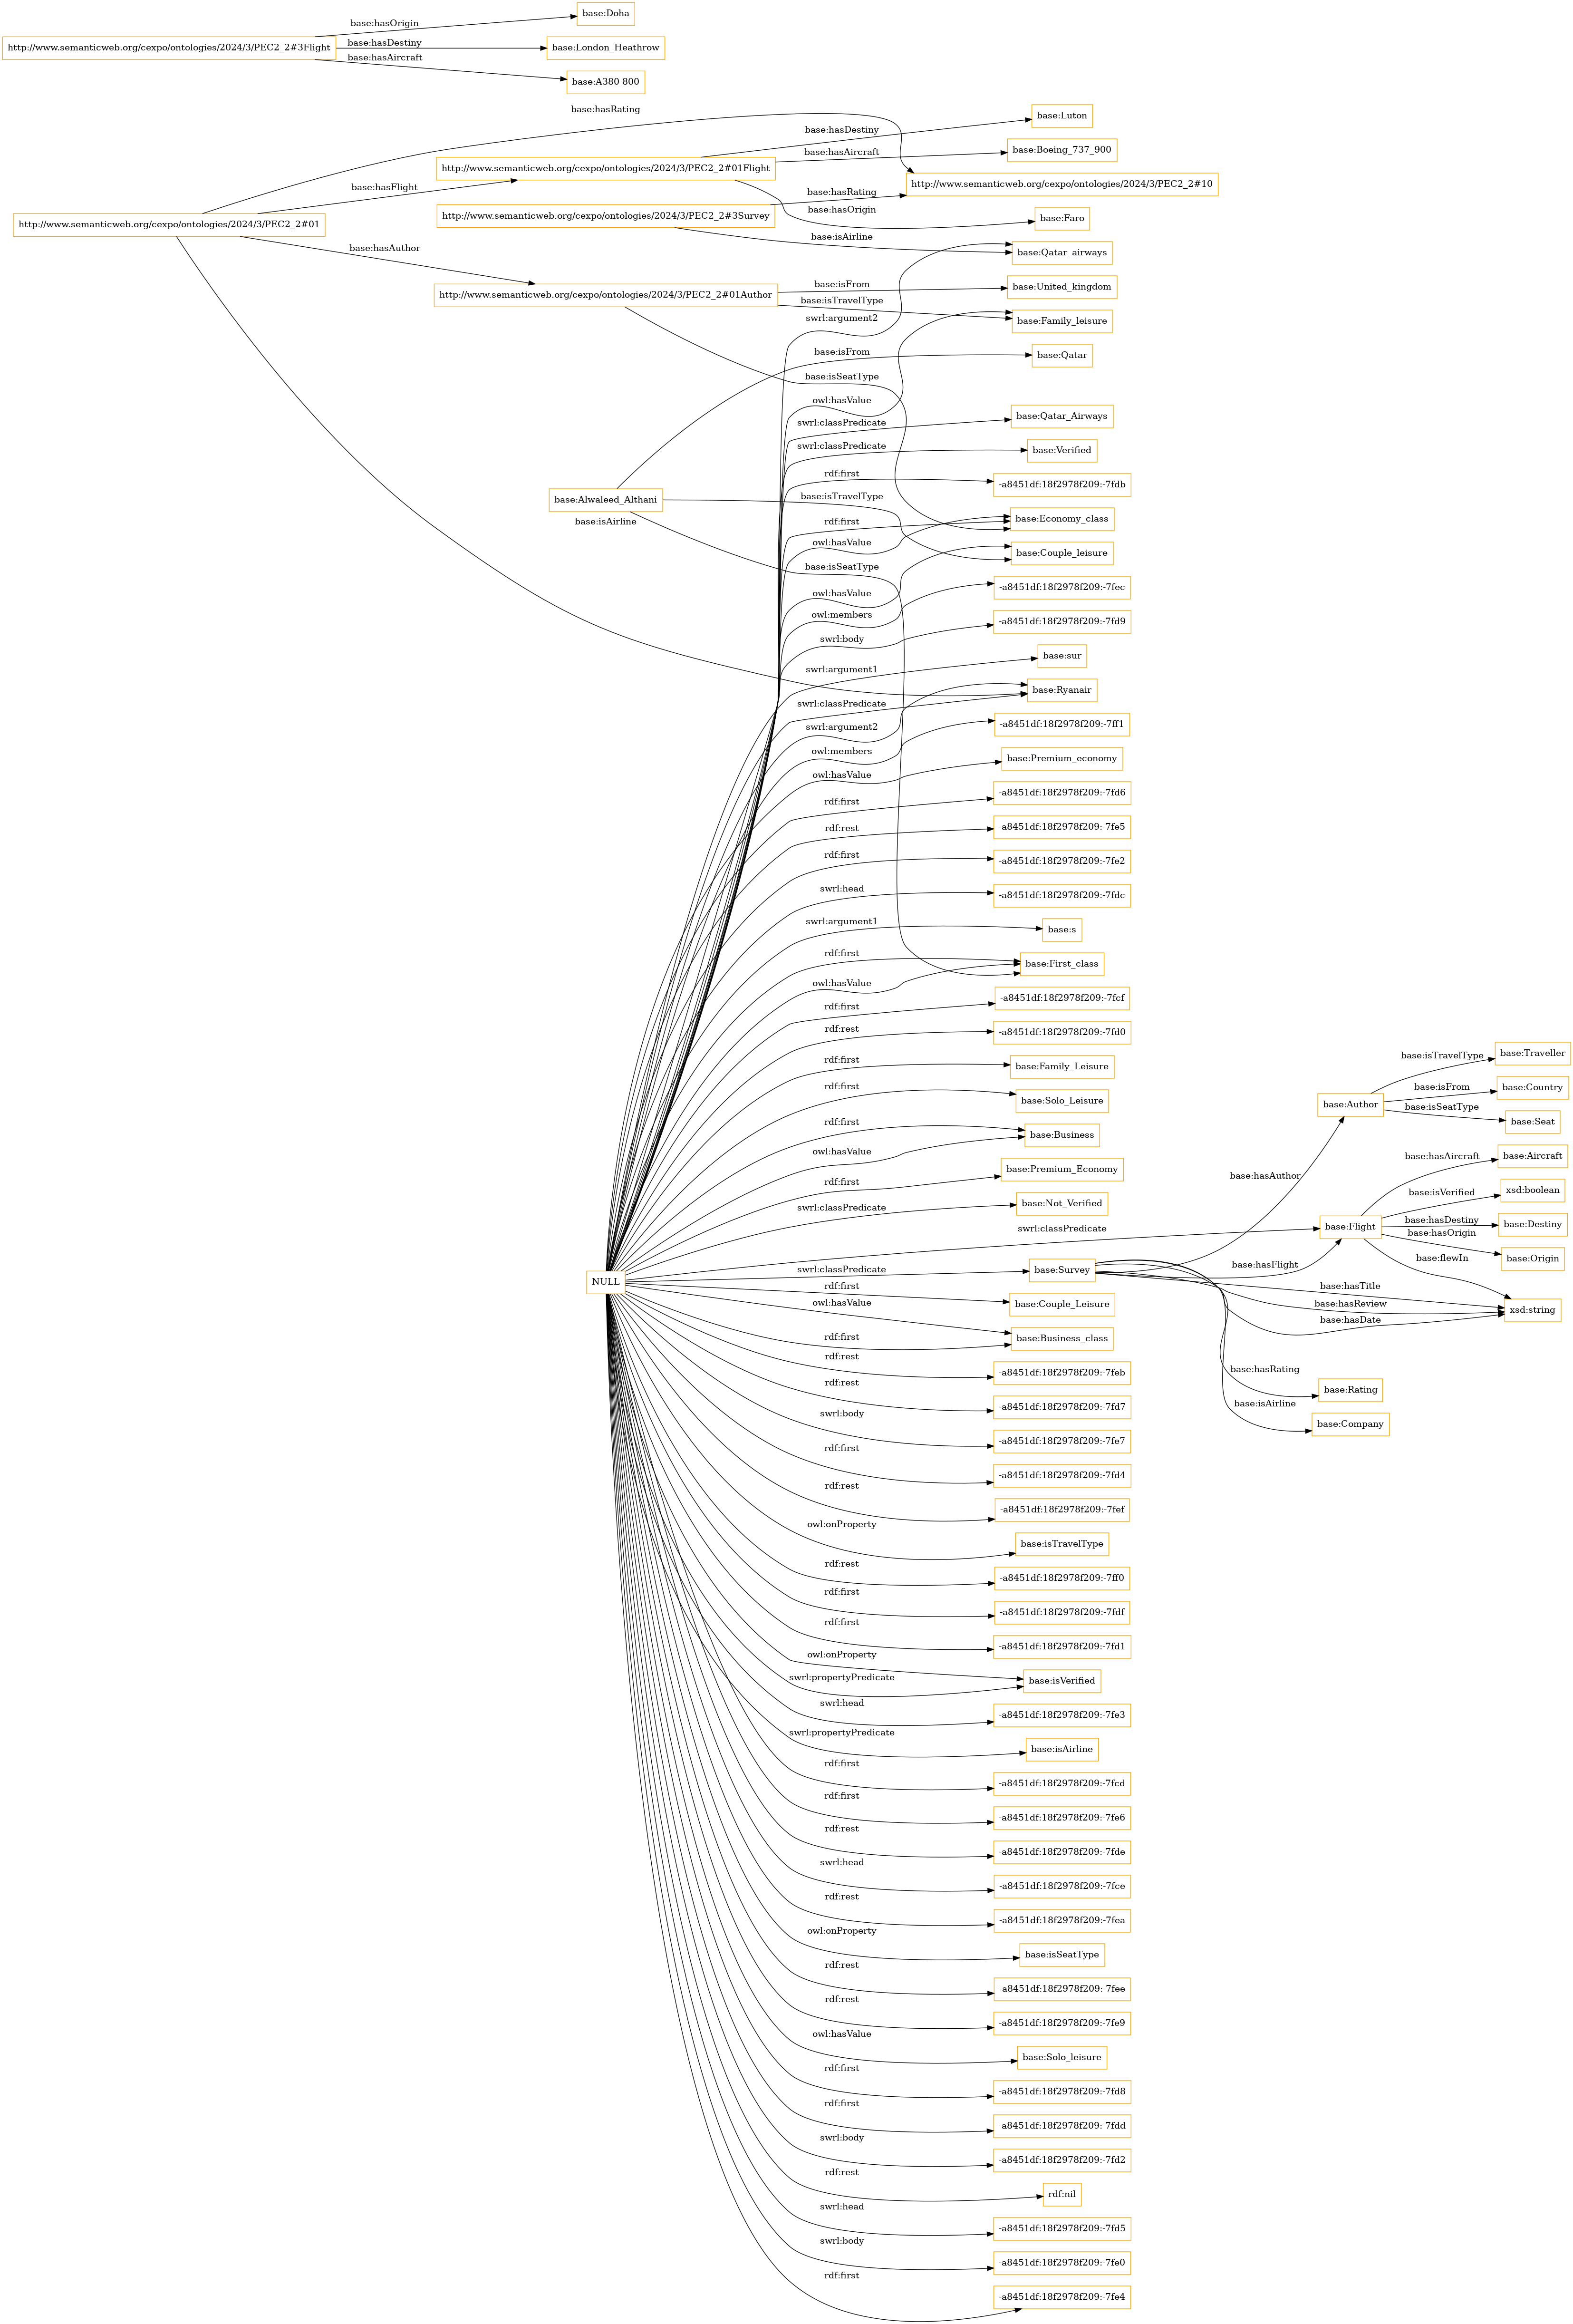 base:Doha
base:hasOrigin
http://www.semanticweb.org/cexpo/ontologies/2024/3/PEC2_2#3Flight
base:hasDestiny
base:London_Heathrow
base:hasAircraft
base:A380-800
base:hasRating
base:Luton
base:hasDestiny
base:hasAircraft
base:Boeing_737_900
http://www.semanticweb.org/cexpo/ontologies/2024/3/PEC2_2#01Flight
base:hasFlight
http://www.semanticweb.org/cexpo/ontologies/2024/3/PEC2_2#10
base:hasRating
http://www.semanticweb.org/cexpo/ontologies/2024/3/PEC2_2#3Survey
base:hasOrigin
base:Faro
http://www.semanticweb.org/cexpo/ontologies/2024/3/PEC2_2#01
base:isAirline
base:hasAuthor
base:Qatar_airways
base:isFrom
base:United_kingdom
http://www.semanticweb.org/cexpo/ontologies/2024/3/PEC2_2#01Author
base:isTravelType
swrl:argument2
base:Family_leisure
base:isFrom
base:Qatar
base:isSeatType
owl:hasValue
base:Qatar_Airways
swrl:classPredicate
swrl:classPredicate
base:Verified
rdf:first
-a8451df:18f2978f209:-7fdb
base:Alwaleed_Althani
base:isTravelType
base:isAirline
rdf:first
base:Economy_class
owl:hasValue
base:Couple_leisure
base:isSeatType
owl:hasValue
-a8451df:18f2978f209:-7fec
owl:members
-a8451df:18f2978f209:-7fd9
swrl:body
base:sur
swrl:argument1
base:Ryanair
swrl:classPredicate
swrl:argument2
-a8451df:18f2978f209:-7ff1
owl:members
base:Premium_economy
owl:hasValue
-a8451df:18f2978f209:-7fd6
rdf:first
-a8451df:18f2978f209:-7fe5
rdf:rest
-a8451df:18f2978f209:-7fe2
rdf:first
-a8451df:18f2978f209:-7fdc
swrl:head
base:s
swrl:argument1
rdf:first
base:First_class
owl:hasValue
-a8451df:18f2978f209:-7fcf
rdf:first
-a8451df:18f2978f209:-7fd0
rdf:rest
base:Family_Leisure
rdf:first
base:Solo_Leisure
rdf:first
base:Business
rdf:first
owl:hasValue
base:Premium_Economy
rdf:first
base:Not_Verified
swrl:classPredicate
base:Traveller
base:isTravelType
base:Country
base:isFrom
base:Author
base:isSeatType
base:Seat
base:Aircraft
base:hasAircraft
base:hasAuthor
xsd:boolean
base:isVerified
base:Flight
base:hasDestiny
base:Destiny
base:hasOrigin
base:Origin
swrl:classPredicate
base:flewIn
NULL
swrl:classPredicate
base:Survey
base:hasFlight
base:hasTitle
base:hasReview
xsd:string
base:hasDate
rdf:first
base:Couple_Leisure
owl:hasValue
base:Business_class
rdf:first
base:hasRating
base:Rating
base:isAirline
base:Company
rdf:rest
-a8451df:18f2978f209:-7feb
rdf:rest
-a8451df:18f2978f209:-7fd7
swrl:body
-a8451df:18f2978f209:-7fe7
rdf:first
-a8451df:18f2978f209:-7fd4
rdf:rest
-a8451df:18f2978f209:-7fef
owl:onProperty
base:isTravelType
rdf:rest
-a8451df:18f2978f209:-7ff0
rdf:first
-a8451df:18f2978f209:-7fdf
rdf:first
-a8451df:18f2978f209:-7fd1
owl:onProperty
base:isVerified
swrl:propertyPredicate
swrl:head
-a8451df:18f2978f209:-7fe3
swrl:propertyPredicate
base:isAirline
rdf:first
-a8451df:18f2978f209:-7fcd
rdf:first
-a8451df:18f2978f209:-7fe6
rdf:rest
-a8451df:18f2978f209:-7fde
swrl:head
-a8451df:18f2978f209:-7fce
rdf:rest
-a8451df:18f2978f209:-7fea
owl:onProperty
base:isSeatType
rdf:rest
-a8451df:18f2978f209:-7fee
rdf:rest
-a8451df:18f2978f209:-7fe9
owl:hasValue
base:Solo_leisure
rdf:first
-a8451df:18f2978f209:-7fd8
rdf:first
-a8451df:18f2978f209:-7fdd
swrl:body
-a8451df:18f2978f209:-7fd2
rdf:rest
rdf:nil
swrl:head
-a8451df:18f2978f209:-7fd5
swrl:body
-a8451df:18f2978f209:-7fe0
rdf:first
-a8451df:18f2978f209:-7fe4